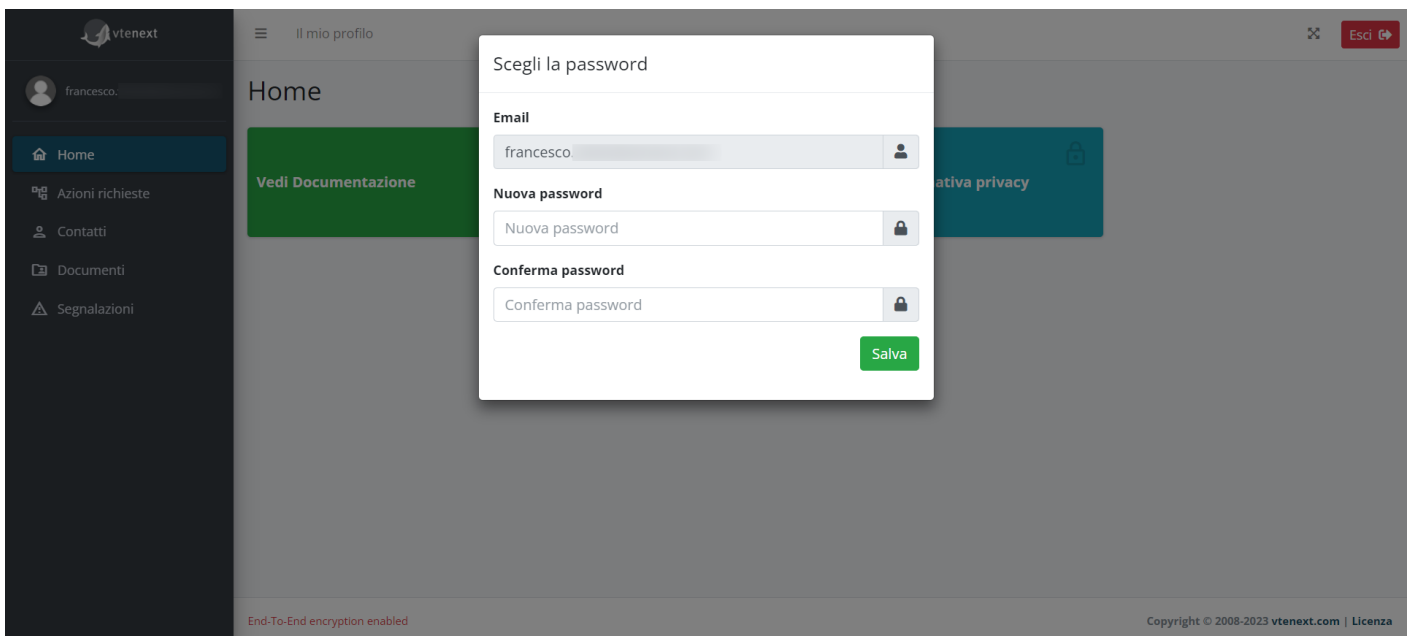 vtenext
Il mio profilo
Esci
francesco.
Home
Azioni richieste
Contatti
Documenti
Segnalazioni
Home
Vedi Documentazione
ativa privacy
Scegli la password
Email
francesco.
Nuova password
Nuova password
Conferma password
Conferma password
Salva
End-To-End encryption enabled
Copyright © 2008-2023 vtenext.com | Licenza